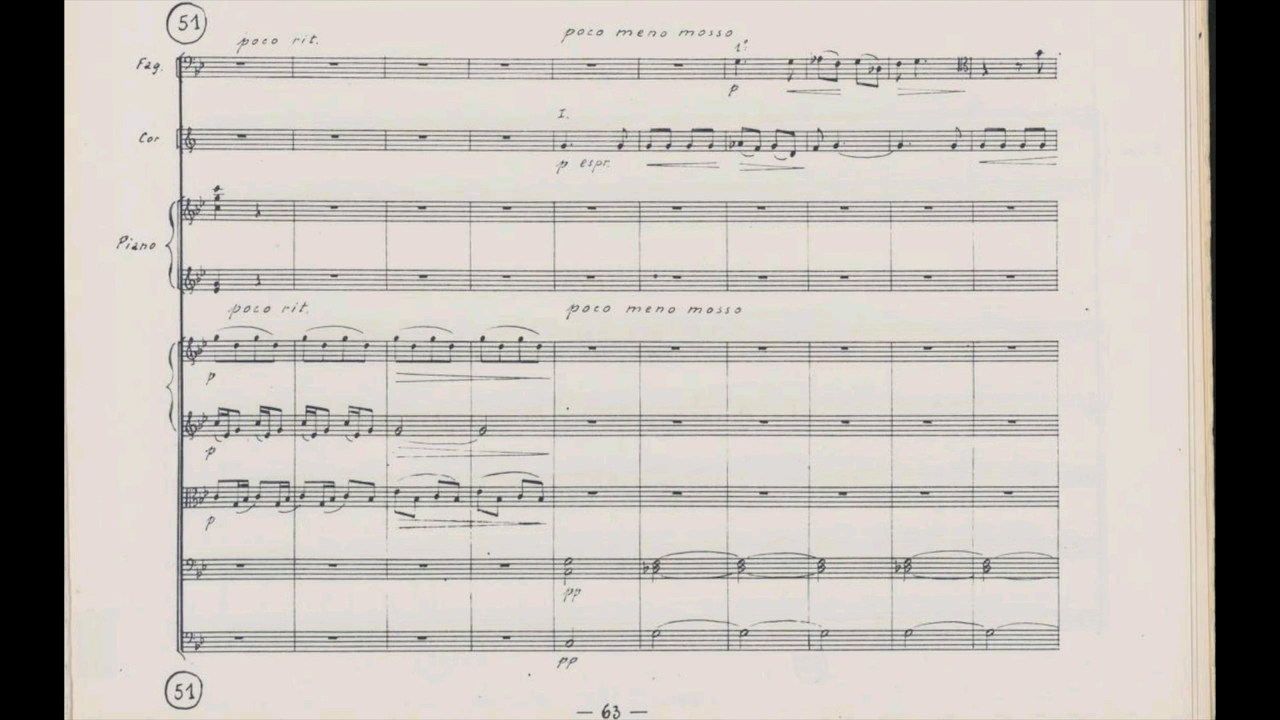 51
poco rit.
poco meno mosso
Fag.
1º
p
Cor
I.
p espr.
Piano
poco rit.
poco meno mosso
p
p
p
pp
pp
51
— 63 —